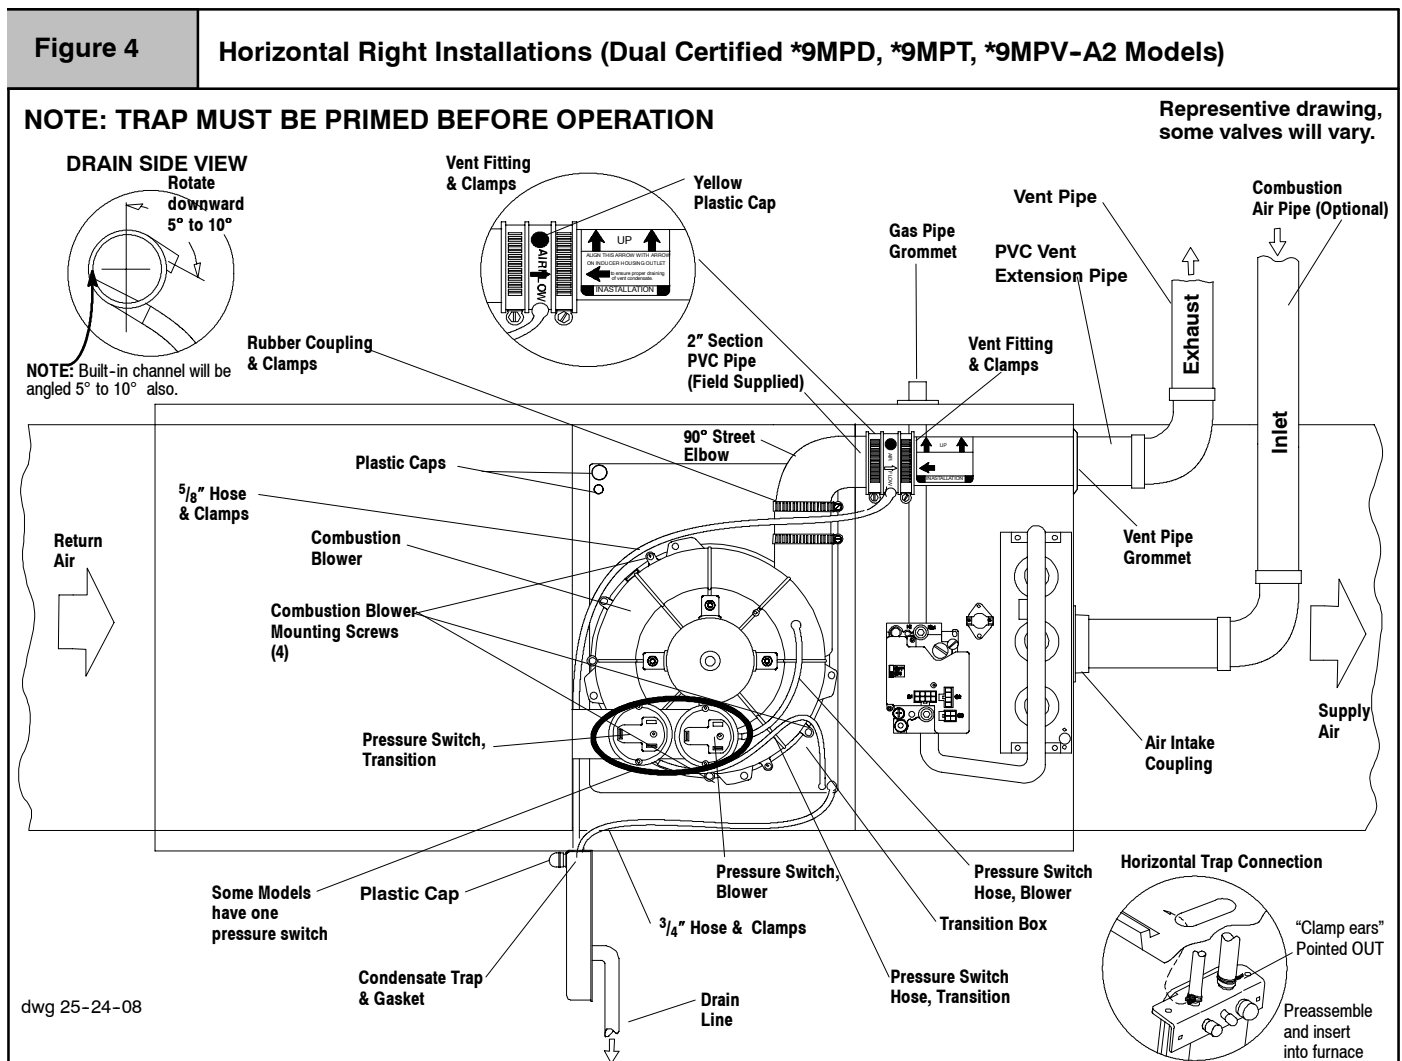 Figure 4
Horizontal Right Installations (Dual Certified *9MPD, *9MPT, *9MPV-A2 Models)
NOTE: TRAP MUST BE PRIMED BEFORE OPERATION
Representive drawing,
some valves will vary.
DRAIN SIDE VIEW
Rotate
downward
5° to 10°
NOTE: Built-in channel will be
angled 5° to 10° also.
Vent Fitting
& Clamps
Yellow
Plastic Cap
AIRFLOW
UP
ALIGN THIS ARROW WITH ARROW
ON INDUCER HOUSING OUTLET
to ensure proper draining
of vent condensate.
INASTALLATION
Gas Pipe
Grommet
Vent Pipe
PVC Vent
Extension Pipe
Combustion
Air Pipe (Optional)
Exhaust
Inlet
Rubber Coupling
& Clamps
2″ Section
PVC Pipe
(Field Supplied)
Vent Fitting
& Clamps
90° Street
Elbow
AIR FLOW
UP
INASTALLATION
Plastic Caps
5/8″ Hose
& Clamps
Combustion
Blower
Combustion Blower
Mounting Screws
(4)
Return
Air
Vent Pipe
Grommet
Pressure Switch,
Transition
Supply
Air
Air Intake
Coupling
Some Models
have one
pressure switch
Plastic Cap
Pressure Switch,
Blower
3/4″ Hose & Clamps
Pressure Switch
Hose, Blower
Transition Box
Condensate Trap
& Gasket
Drain
Line
Pressure Switch
Hose, Transition
Horizontal Trap Connection
“Clamp ears”
Pointed OUT
Preassemble
and insert
into furnace
dwg 25-24-08